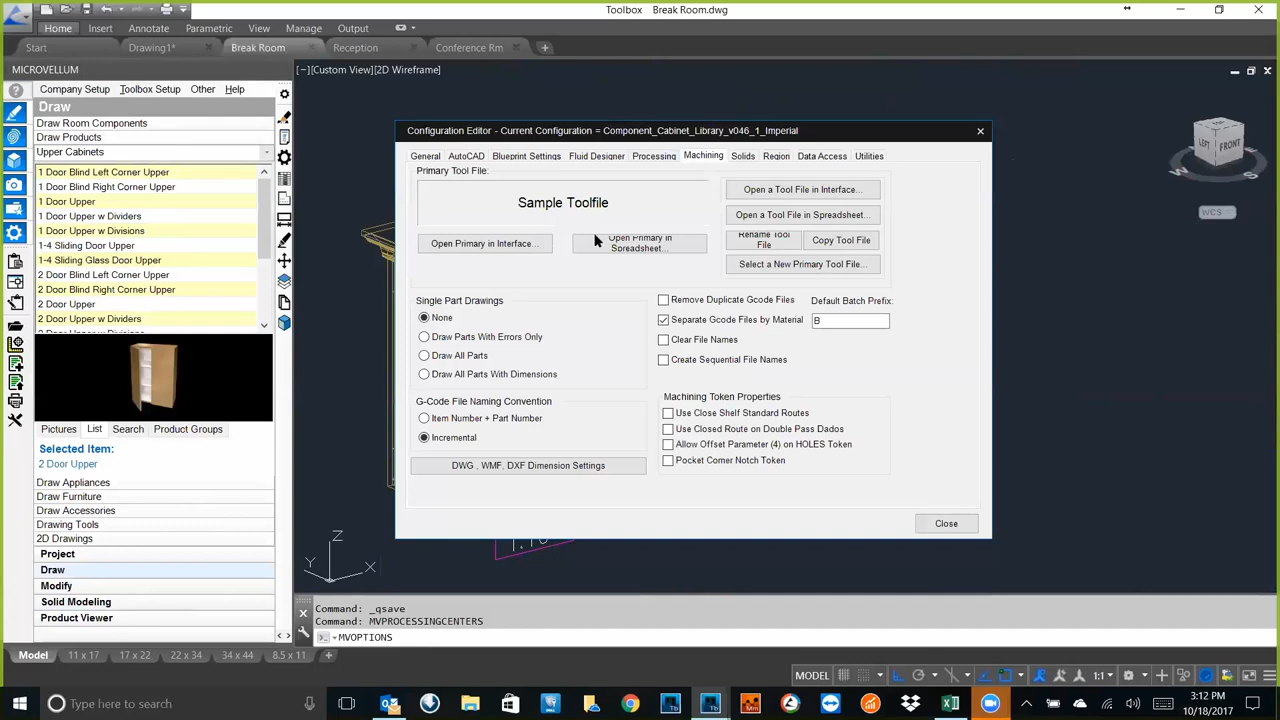 Toolbox Break Room.dwg
Home Insert Annotate Parametric View Manage Output
Start Drawing1* Break Room Reception Conference Rm
MICROVELLUM
[−][Custom View][2D Wireframe]
Company Setup Toolbox Setup Other Help
Draw
Draw Room Components
Draw Products
Upper Cabinets
1 Door Blind Left Corner Upper
1 Door Blind Right Corner Upper
1 Door Upper
1 Door Upper w Dividers
1 Door Upper w Divisions
1-4 Sliding Door Upper
1-4 Sliding Glass Door Upper
2 Door Blind Left Corner Upper
2 Door Blind Right Corner Upper
2 Door Upper
2 Door Upper w Dividers
2 Door Upper w Divisions
Pictures List Search Product Groups
Selected Item:
2 Door Upper
Draw Appliances
Draw Furniture
Draw Accessories
Drawing Tools
2D Drawings
Project
Draw
Modify
Solid Modeling
Product Viewer
Configuration Editor - Current Configuration = Component_Cabinet_Library_v046_1_Imperial
General AutoCAD Blueprint Settings Fluid Designer Processing Machining Solids Region Data Access Utilities
Primary Tool File:
Sample Toolfile
Open Primary in Interface...
Open Primary in
Spreadsheet...
Open a Tool File in Interface...
Open a Tool File in Spreadsheet...
Rename Tool
File
Copy Tool File
Select a New Primary Tool File...
Single Part Drawings
None
Draw Parts With Errors Only
Draw All Parts
Draw All Parts With Dimensions
G-Code File Naming Convention
Item Number + Part Number
Incremental
DWG , WMF, DXF Dimension Settings
Remove Duplicate Gcode Files
Separate Gcode Files by Material
Clear File Names
Create Sequential File Names
Default Batch Prefix:
B
Machining Token Properties
Use Close Shelf Standard Routes
Use Closed Route on Double Pass Dados
Allow Offset Parameter (4) on HOLES Token
Pocket Corner Notch Token
Close
LEFT FRONT
WCS
Z
Y X
Command: _qsave
Command: MVPROCESSINGCENTERS
MVOPTIONS
Model 11 x 17 17 x 22 22 x 34 34 x 44 8.5 x 11
MODEL 1:1
Type here to search
3:12 PM
10/18/2017